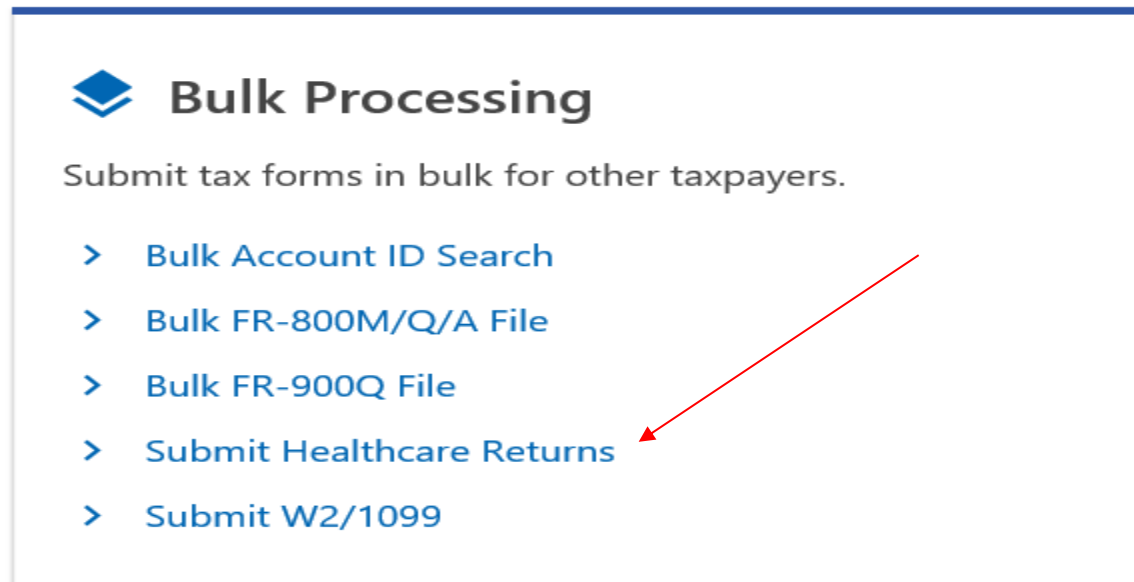 Bulk Processing
Submit tax forms in bulk for other taxpayers.
Bulk Account ID Search
Bulk FR-800M/Q/A File
Bulk FR-900Q File
Submit Healthcare Returns
Submit W2/1099